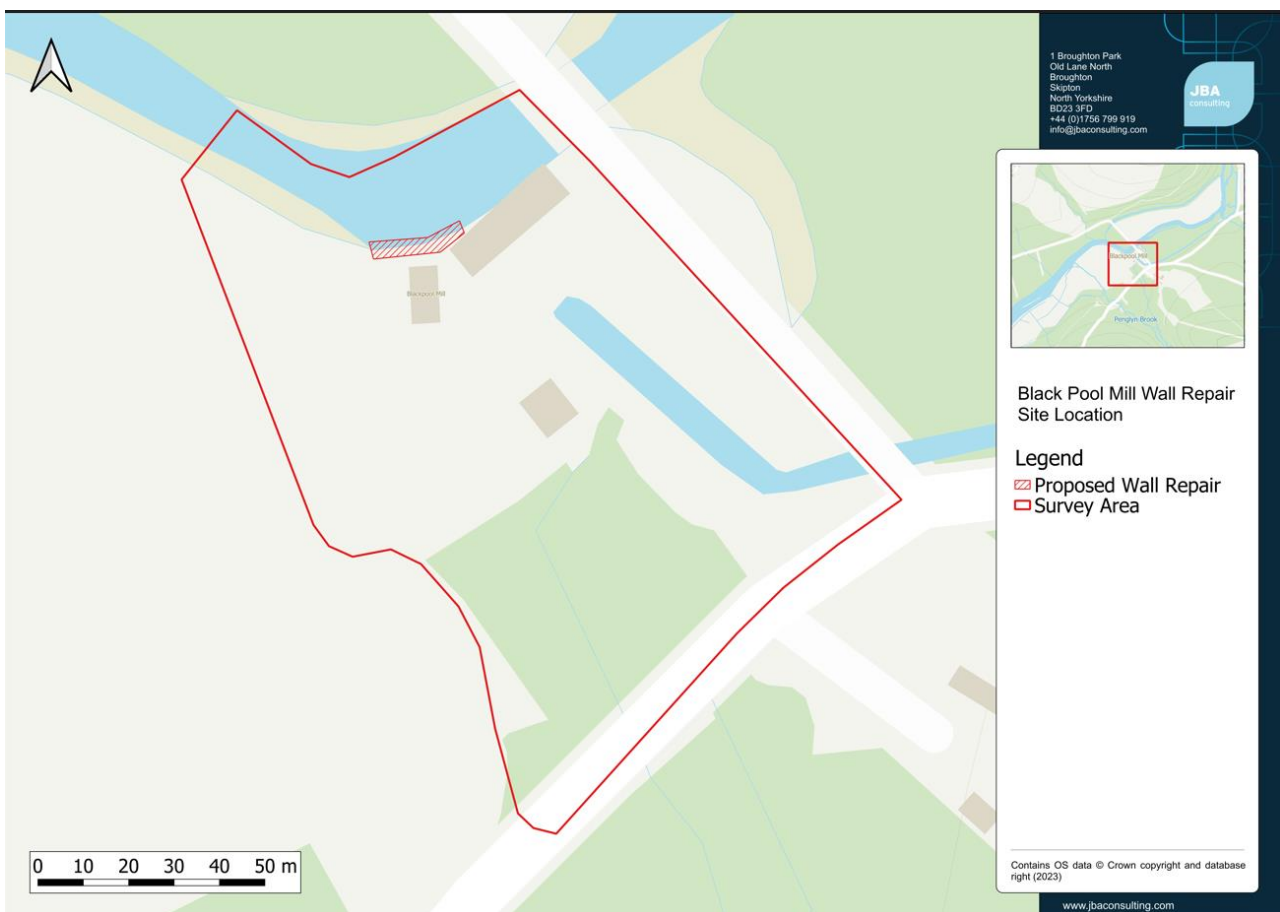 1 Broughton Park
Old Lane North
Broughton
Skipton
North Yorkshire
BD23 3FD
+44 (0)1756 799 919
info@jbaconsulting.com
JBA
consulting
Blackpool Mill
Penglyn Brook
Black Pool Mill Wall Repair
Site Location
Legend
Proposed Wall Repair
Survey Area
Blackpool Mill
0 10 20 30 40 50 m
Contains OS data © Crown copyright and database
right (2023)
www.jbaconsulting.com